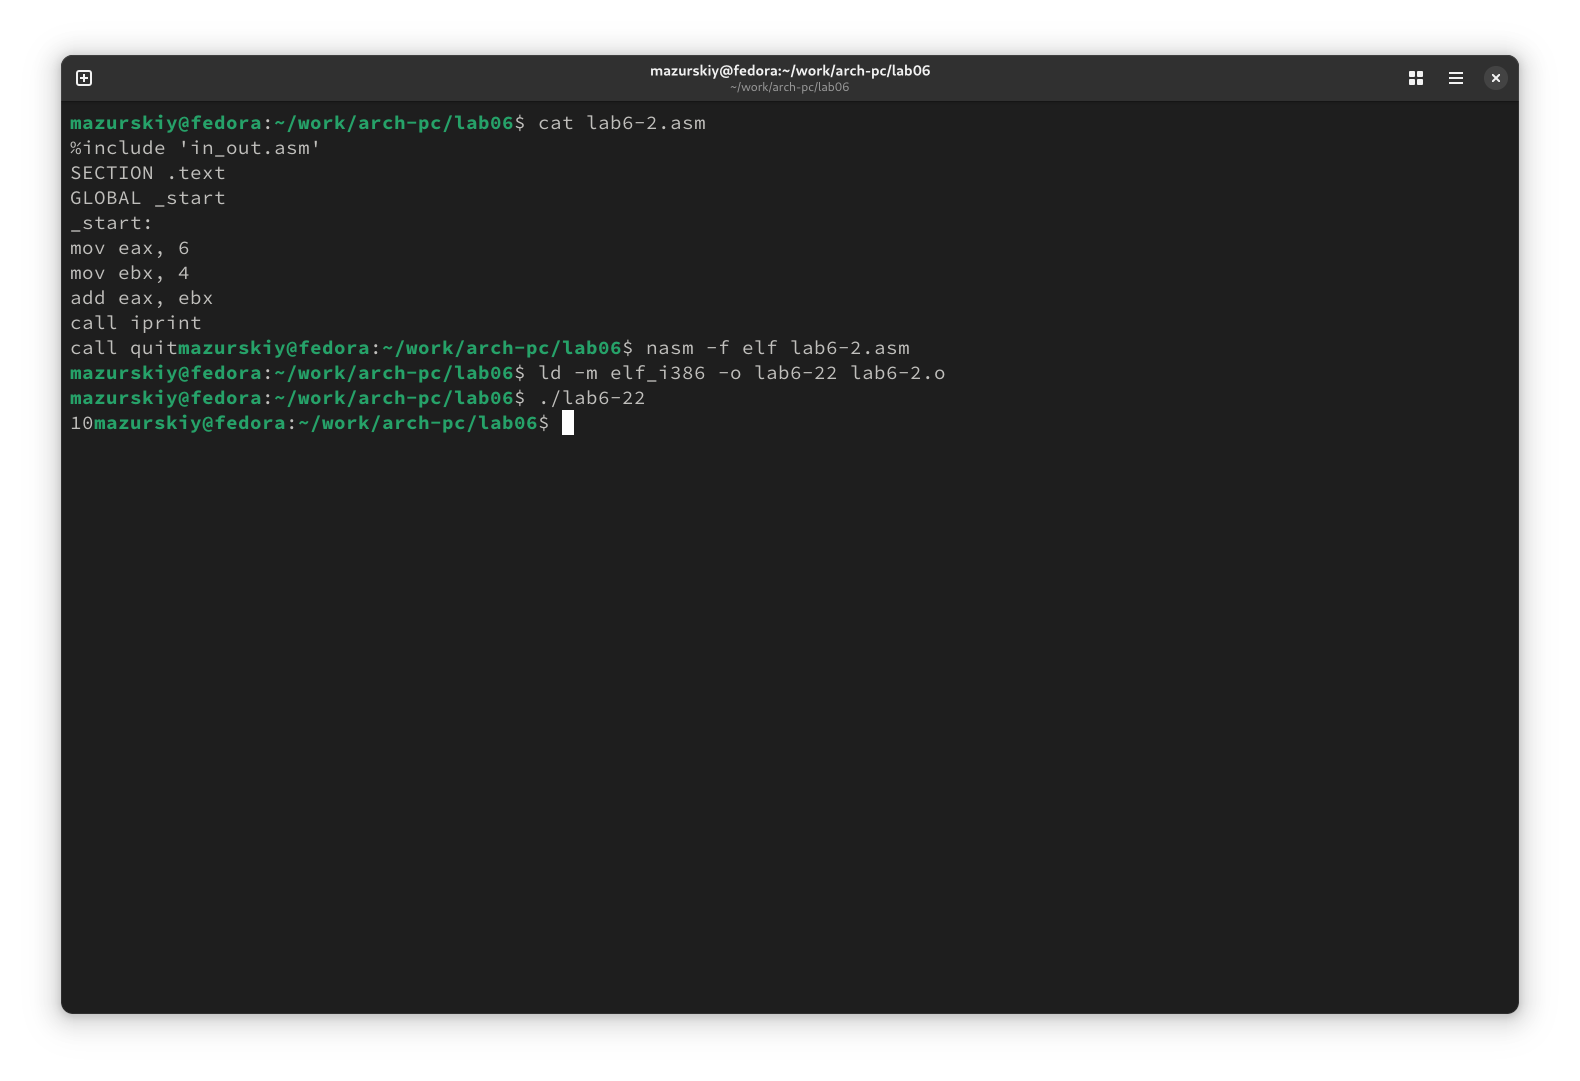 mazurskiy@fedora:~/work/arch-pc/lab06
~/work/arch-pc/lab06
mazurskiy@fedora:~/work/arch-pc/lab06$ cat lab6-2.asm
%include 'in_out.asm'
SECTION .text
GLOBAL _start
_start:
mov eax, 6
mov ebx, 4
add eax, ebx
call iprint
call quitmazurskiy@fedora:~/work/arch-pc/lab06$ nasm -f elf lab6-2.asm
mazurskiy@fedora:~/work/arch-pc/lab06$ ld -m elf_i386 -o lab6-22 lab6-2.o
mazurskiy@fedora:~/work/arch-pc/lab06$ ./lab6-22
10mazurskiy@fedora:~/work/arch-pc/lab06$